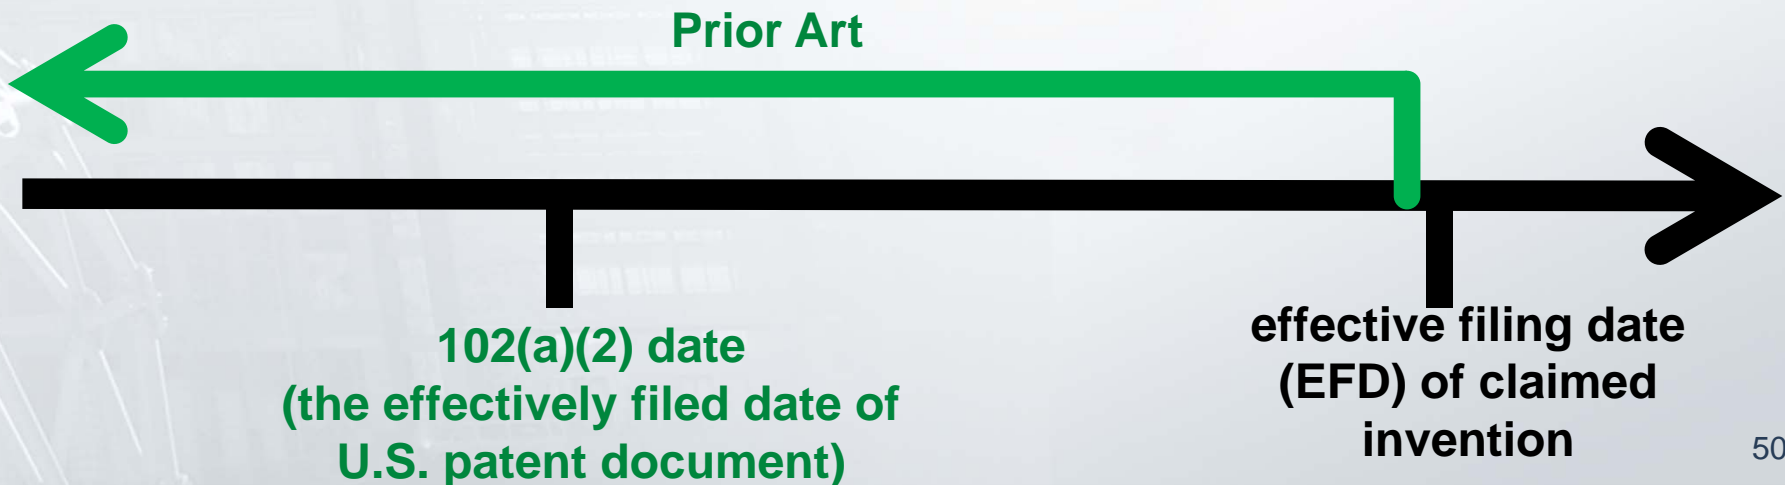 Prior Art
102(a)(2) date
(the effectively filed date of
U.S. patent document)
effective filing date
(EFD) of claimed
invention
50